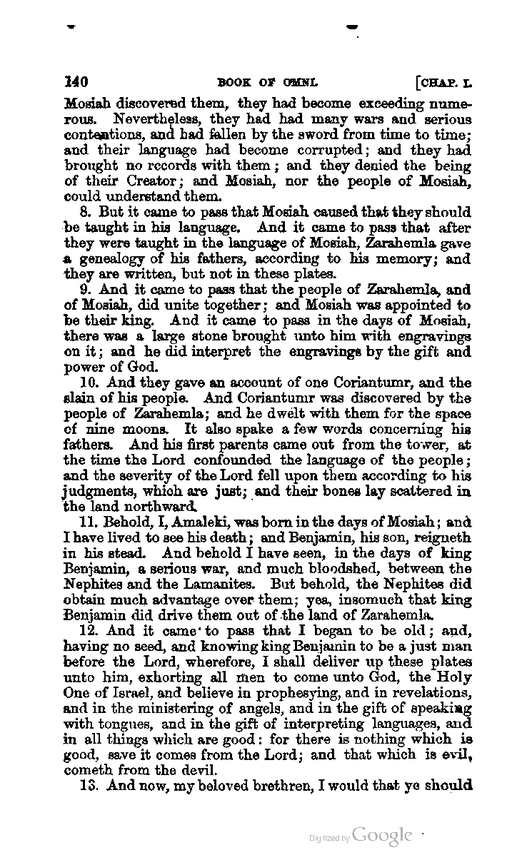 140 BOOK OF OMNI. [CHAP. I.
Mosiah discovered them, they had become exceeding nume-
rous. Nevertheless, they had had many wars and serious
contentions, and had fallen by the sword from time to time;
and their language had become corrupted; and they had
brought no records with them; and they denied the being
of their Creator; and Mosiah, nor the people of Mosiah,
could understand them.
8. But it came to pass that Mosiah caused that they should
be taught in his language. And it came to pass that after
they were taught in the language of Mosiah, Zarahemla gave
a genealogy of his fathers, according to his memory; and
they are written, but not in these plates.
9. And it came to pass that the people of Zarahemla, and
of Mosiah, did unite together; and Mosiah was appointed to
be their king. And it came to pass in the days of Mosiah,
there was a large stone brought unto him with engravings
on it; and he did interpret the engravings by the gift and
power of God.
10. And they gave an account of one Coriantumr, and the
slain of his people. And Coriantumr was discovered by the
people of Zarahemla; and he dwelt with them for the space
of nine moons. It also spake a few words concerning his
fathers. And his first parents came out from the tower, at
the time the Lord confounded the language of the people;
and the severity of the Lord fell upon them according to his
judgments, which are just; and their bones lay scattered in
the land northward.
11. Behold, I, Amaleki, was born in the days of Mosiah; and
I have lived to see his death; and Benjamin, his son, reigneth
in his stead. And behold I have seen, in the days of king
Benjamin, a serious war, and much bloodshed, between the
Nephites and the Lamanites. But behold, the Nephites did
obtain much advantage over them; yea, insomuch that king
Benjamin did drive them out of the land of Zarahemla.
12. And it came to pass that I began to be old; and,
having no seed, and knowing king Benjamin to be a just man
before the Lord, wherefore, I shall deliver up these plates
unto him, exhorting all men to come unto God, the Holy
One of Israel, and believe in prophesying, and in revelations,
and in the ministering of angels, and in the gift of speaking
with tongues, and in the gift of interpreting languages, and
in all things which are good: for there is nothing which is
good, save it comes from the Lord; and that which is evil,
cometh from the devil.
13. And now, my beloved brethren, I would that ye should
Digitized by Google